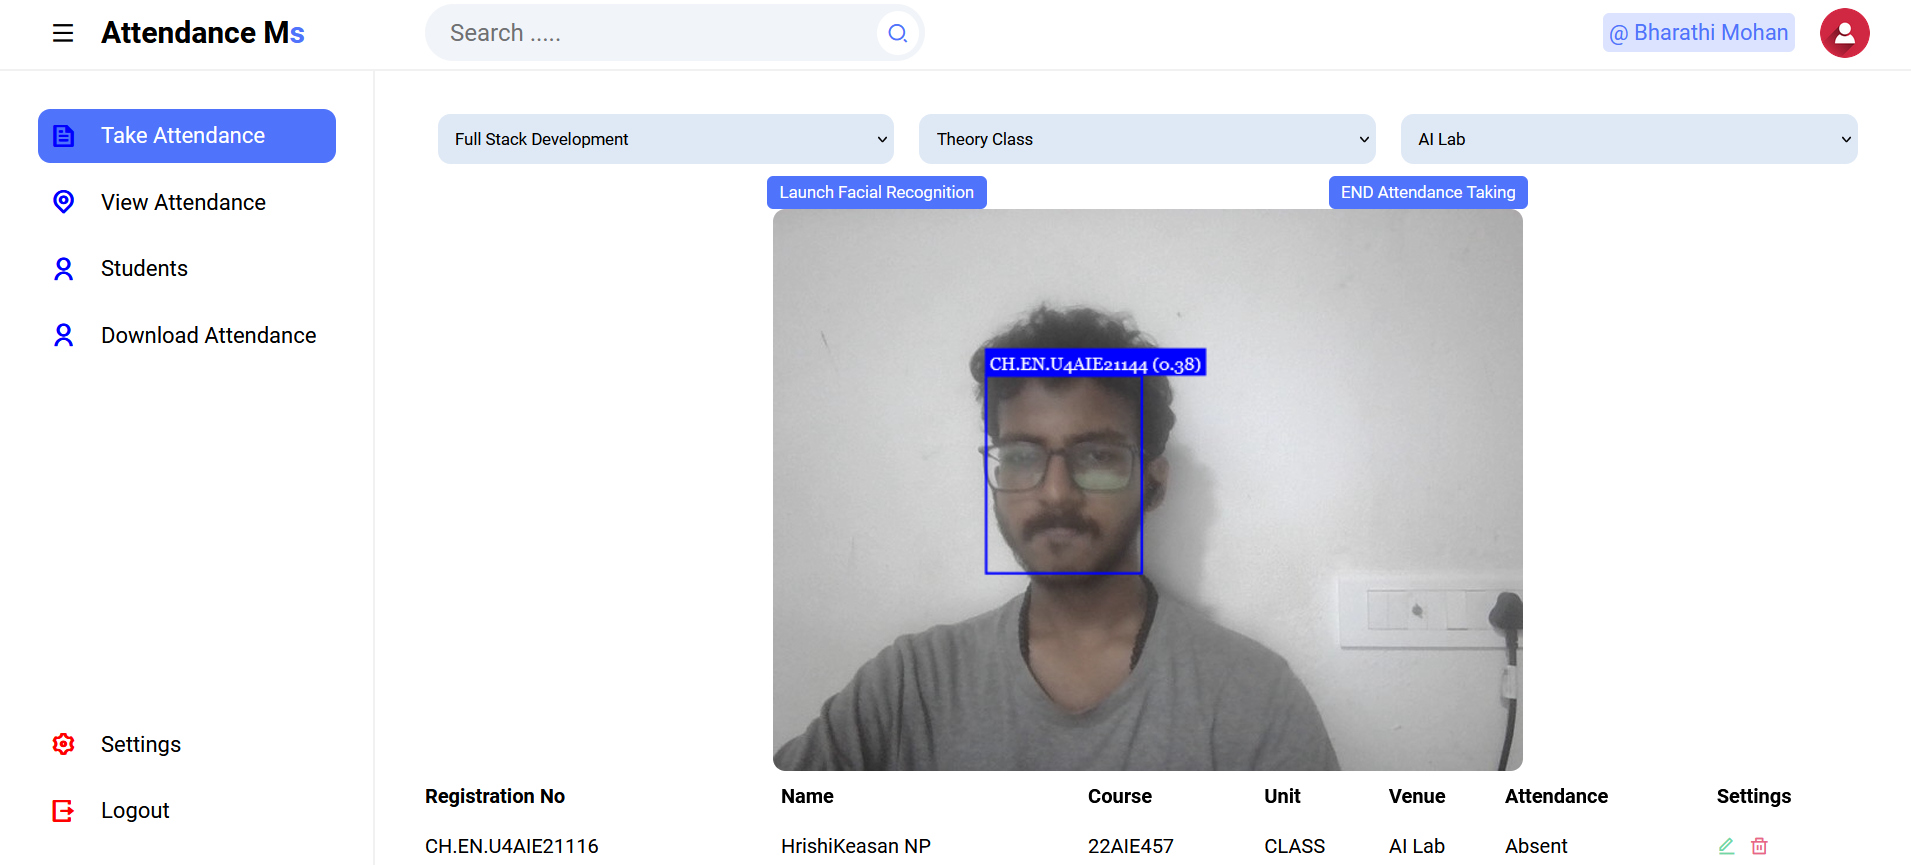 Attendance Ms
Search .....
@ Bharathi Mohan
Take Attendance
View Attendance
Students
Download Attendance
Settings
Logout
Full Stack Development
Theory Class
AI Lab
Launch Facial Recognition
END Attendance Taking
CH.EN.U4AIE21144 (0.38)
Registration No Name Course Unit Venue Attendance Settings
CH.EN.U4AIE21116 HrishiKeasan NP 22AIE457 CLASS AI Lab Absent